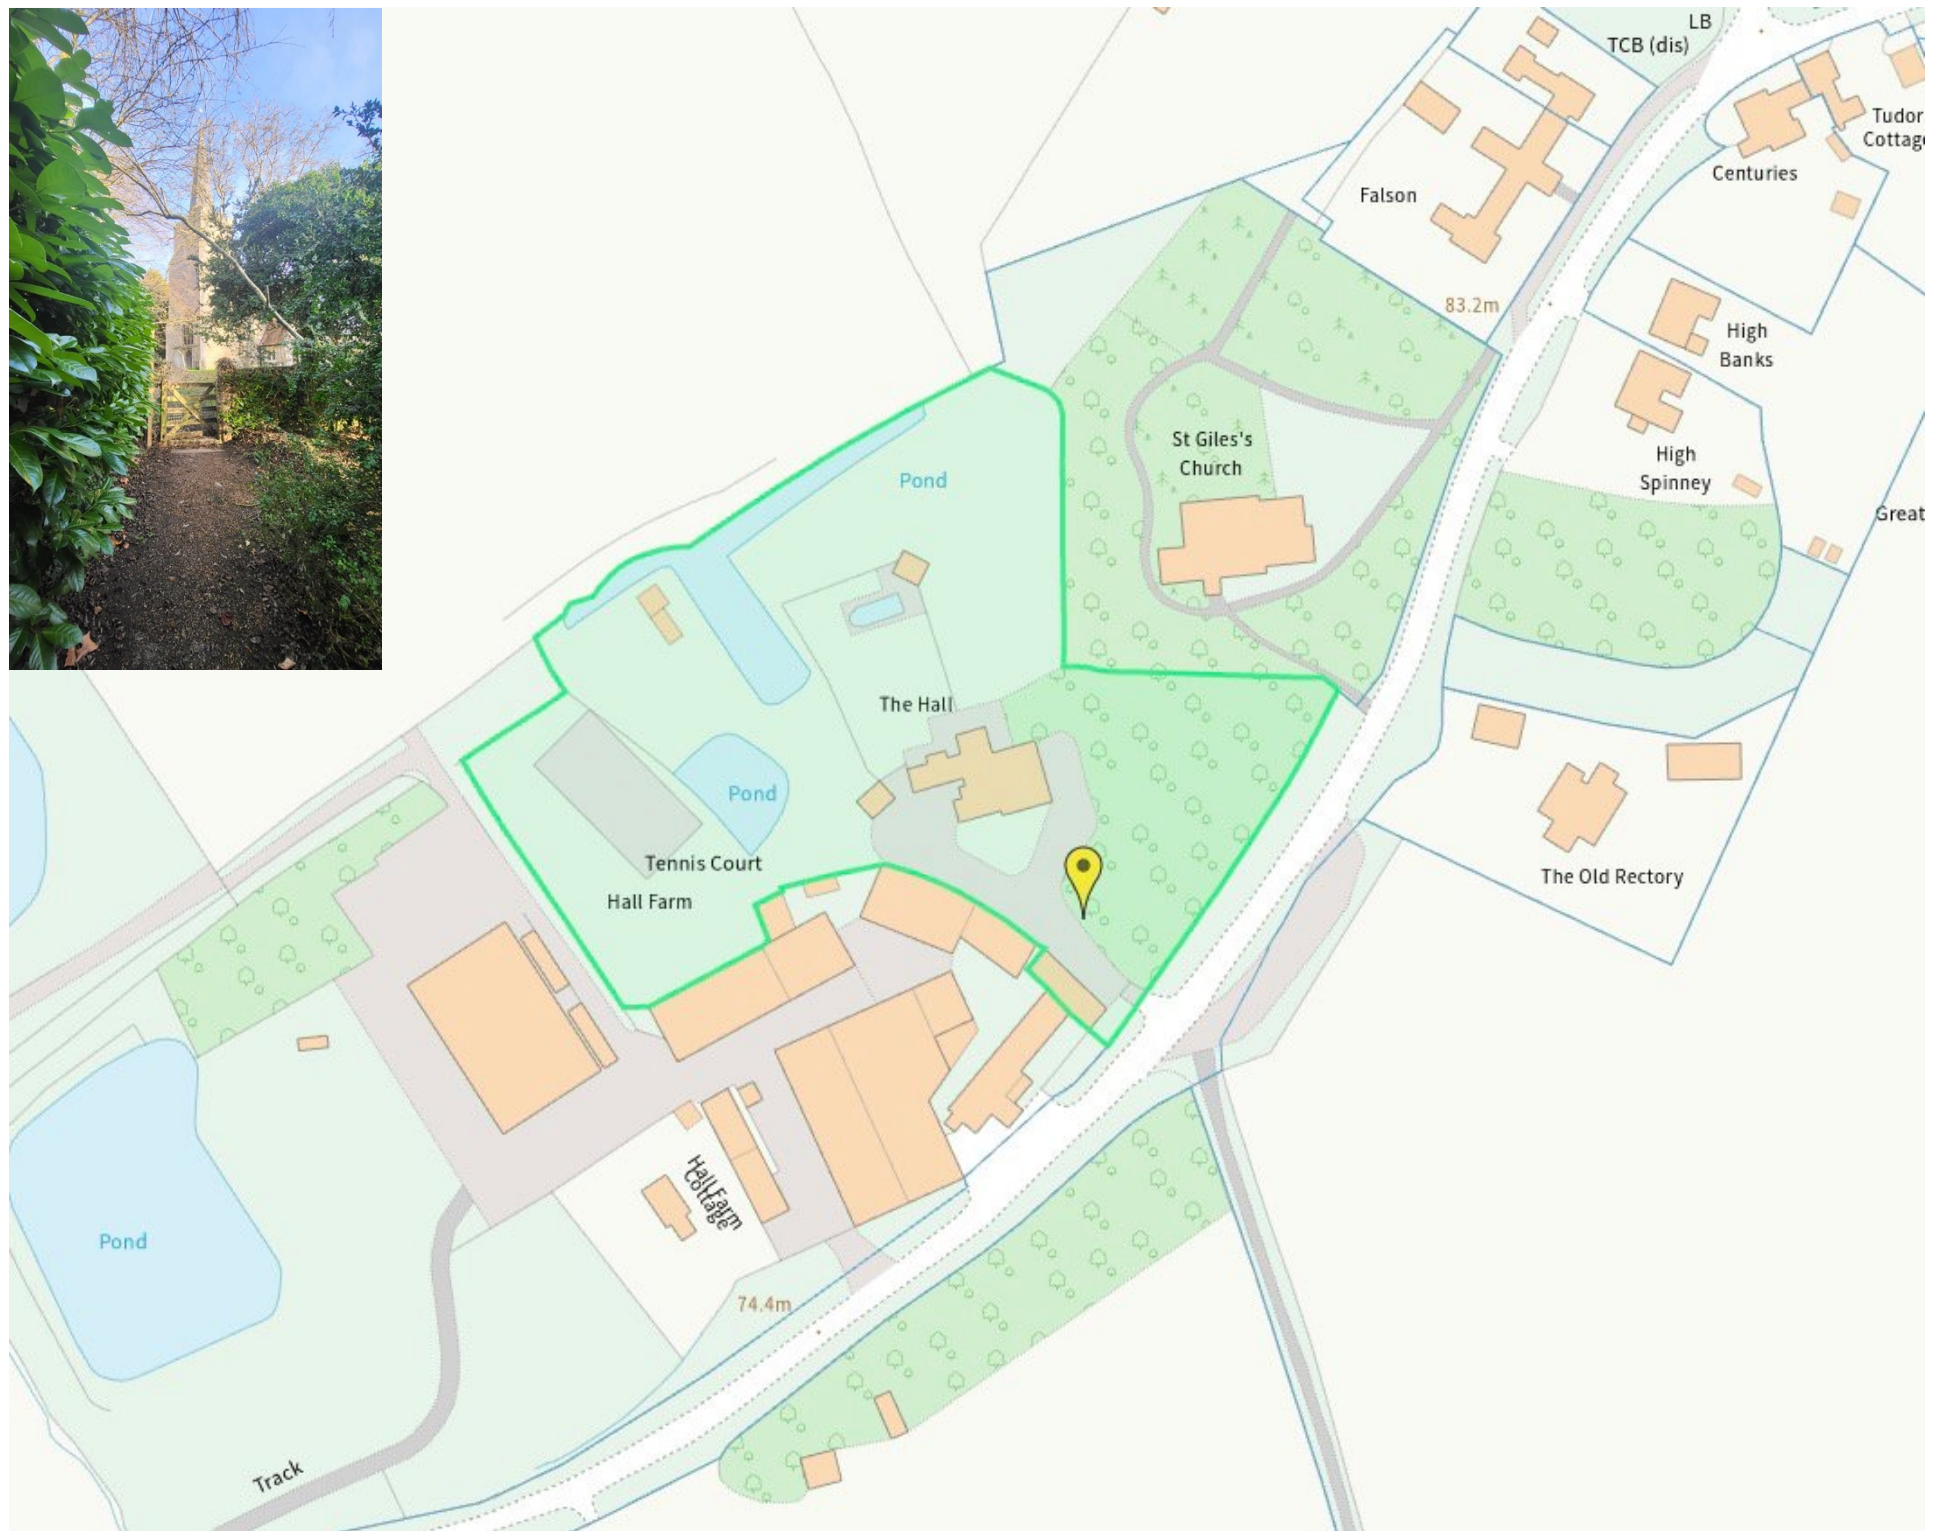 LB
TCB (dis)
Tudor
Cottage
Centuries
Falson
83.2m
High
Banks
St Giles's
Church
High
Spinney
Pond
Great
The Hall
Pond
Tennis Court
The Old Rectory
Hall Farm
Hall Farm
Cottage
Pond
74.4m
Track